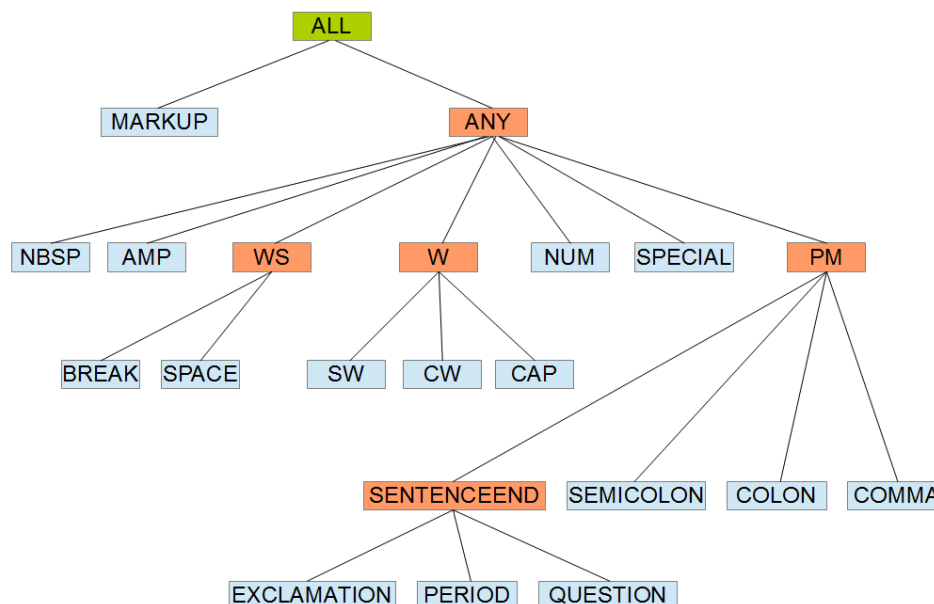 ALL
MARKUP
ANY
NBSP
AMP
WS
W
NUM
SPECIAL
PM
BREAK
SPACE
SW
CW
CAP
SENTENCEEND
SEMICOLON
COLON
COMMA
EXCLAMATION
PERIOD
QUESTION